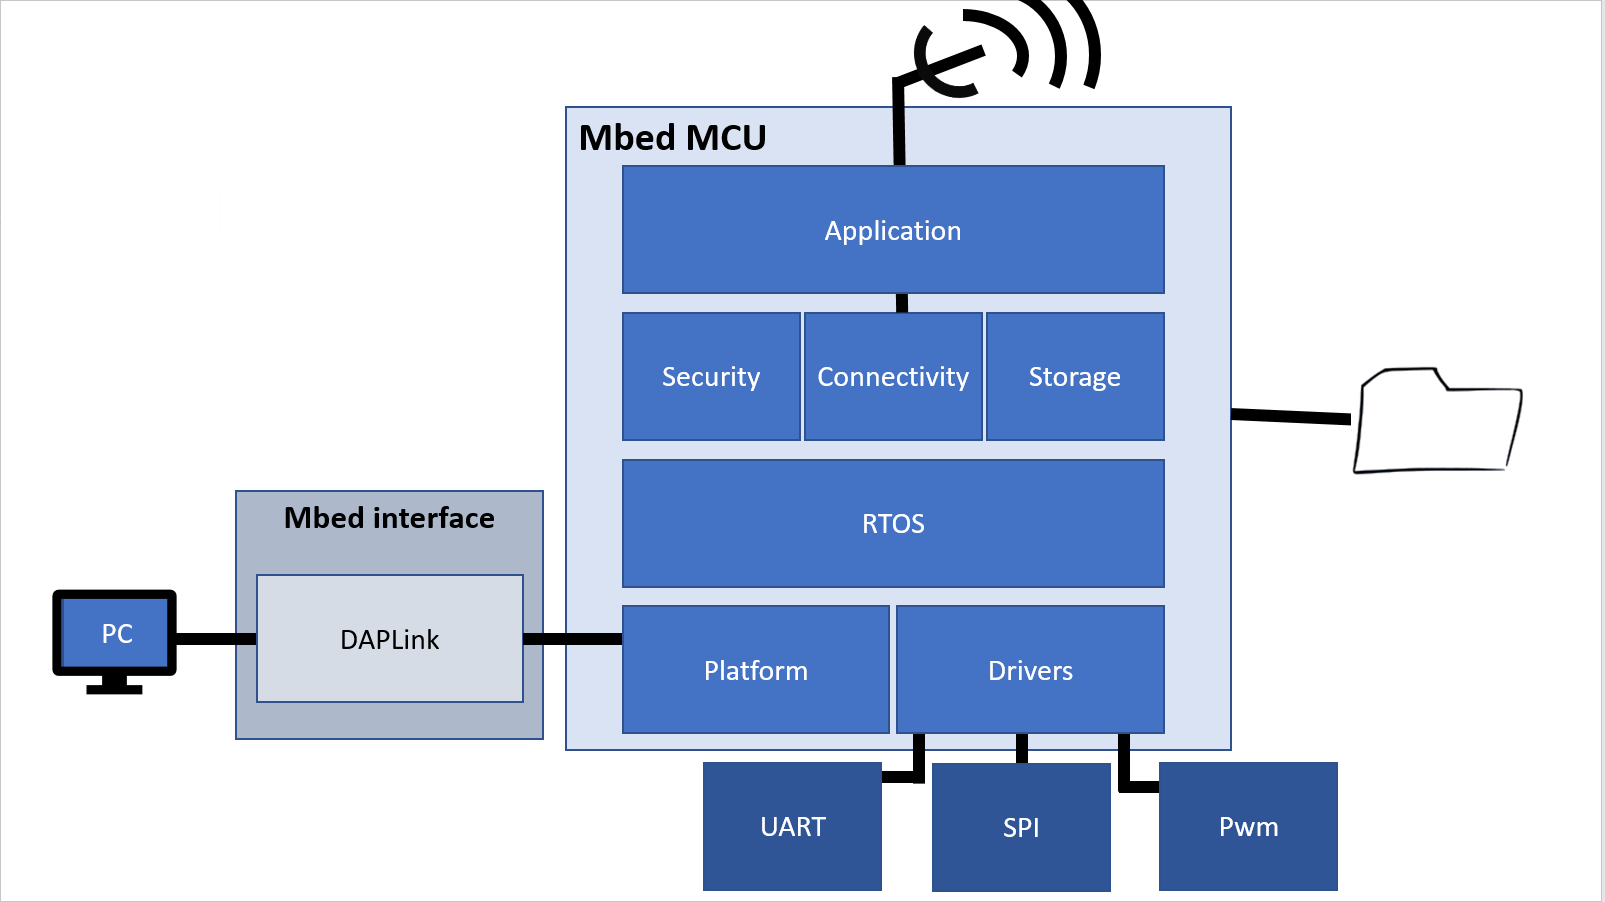 Mbed MCU
Application
Security
Connectivity
Storage
RTOS
Mbed interface
PC
DAPLink
Platform
Drivers
UART
SPI
Pwm